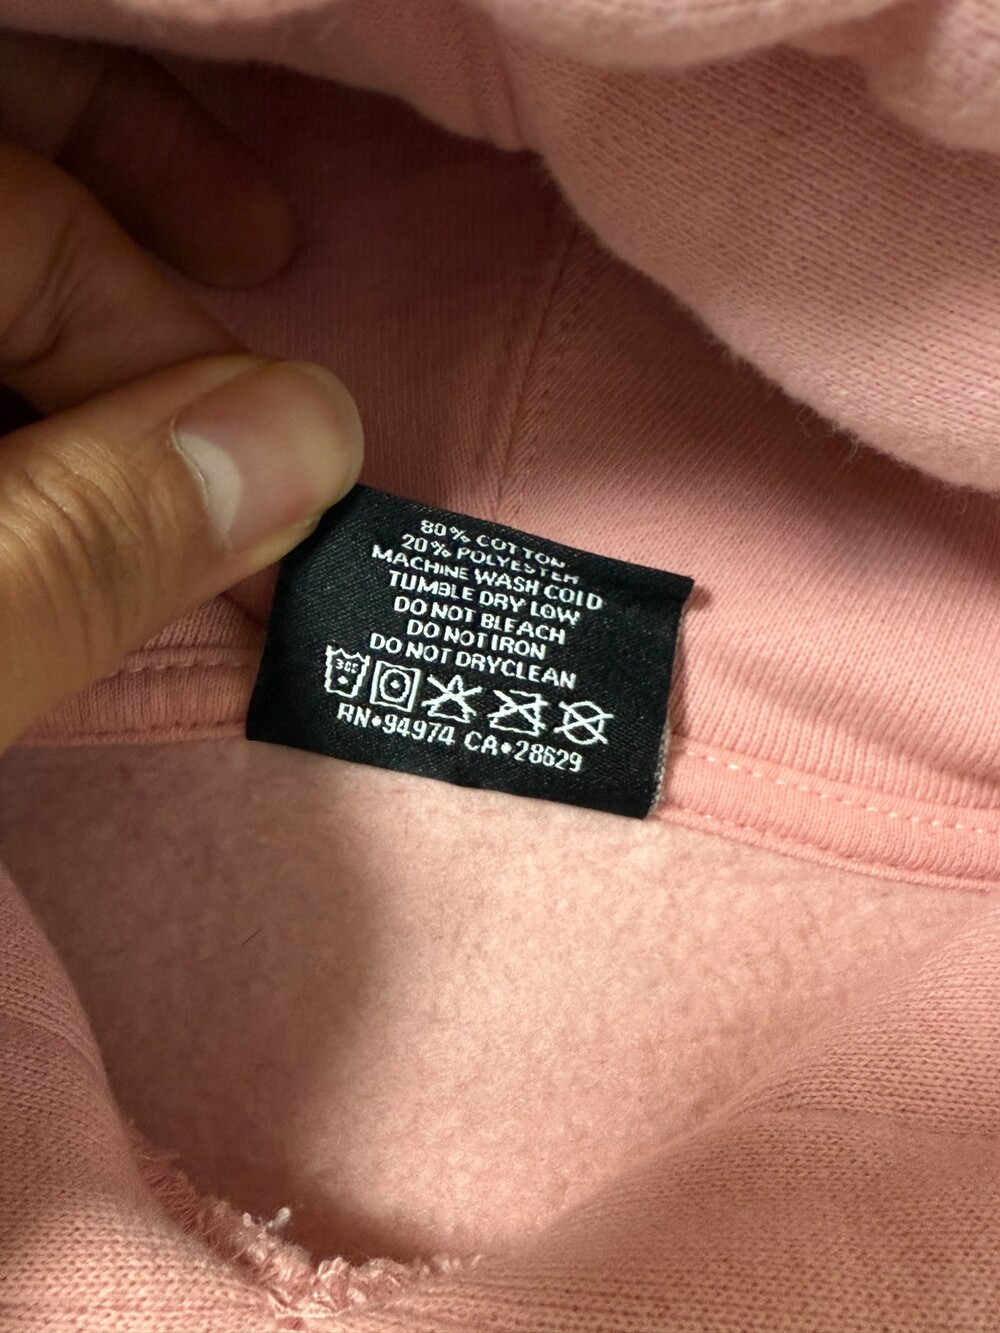 80% COTTON
20% POLYESTER
MACHINE WASH COLD
TUMBLE DRY LOW
DO NOT BLEACH
DO NOT IRON
DO NOT DRYCLEAN
30C
RN•94974 CA•28629